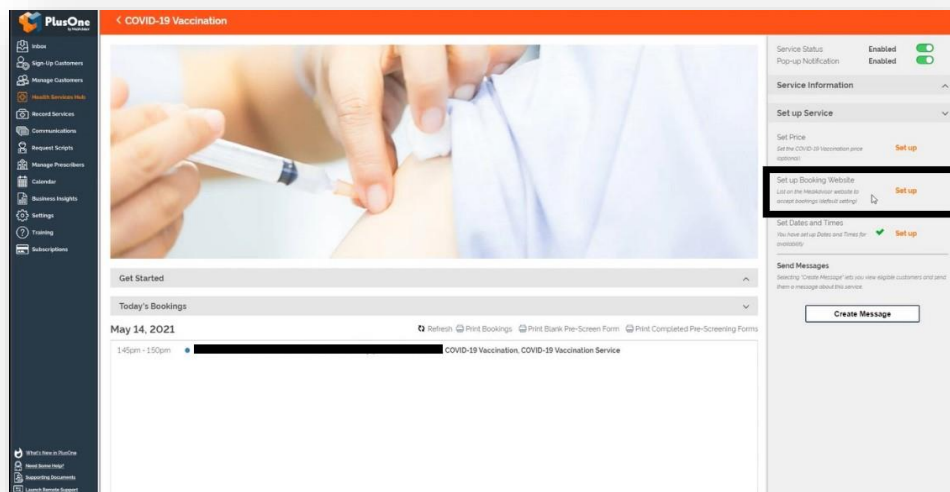 PlusOne
by MedAdvisor
< COVID-19 Vaccination
Inbox
Sign-Up Customers
Manage Customers
Health Services Hub
Record Services
Communications
Request Scripts
Manage Prescribers
Calendar
Business Insights
Settings
Training
Subscriptions
What's New in PlusOne
Need Some Help?
Supporting Documents
Launch Remote Support
Get Started
Today's Bookings
May 14, 2021
Refresh Print Bookings Print Blank Pre-Screen Form Print Completed Pre-Screening Forms
1:45pm - 1:50pm COVID-19 Vaccination, COVID-19 Vaccination Service
Service Status Enabled
Pop-up Notification Enabled
Service Information
Set up Service
Set Price
Set the COVID-19 Vaccination price
(optional)
Set up
Set up Booking Website
List on the MedAdvisor website to
accept bookings (default setting)
Set up
Set Dates and Times
You have set up Dates and Times for
availability
Set up
Send Messages
Selecting "Create Message" lets you view eligible customers and send
them a message about this service.
Create Message